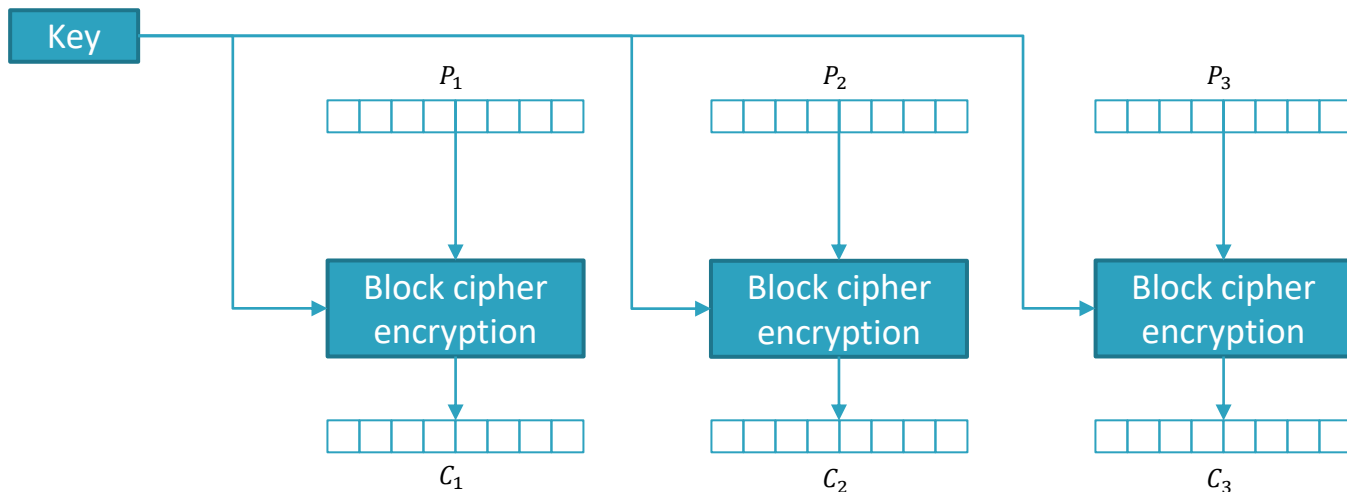 Key
P₁
P₂
P₃
Block cipher
encryption
Block cipher
encryption
Block cipher
encryption
C₁
C₂
C₃